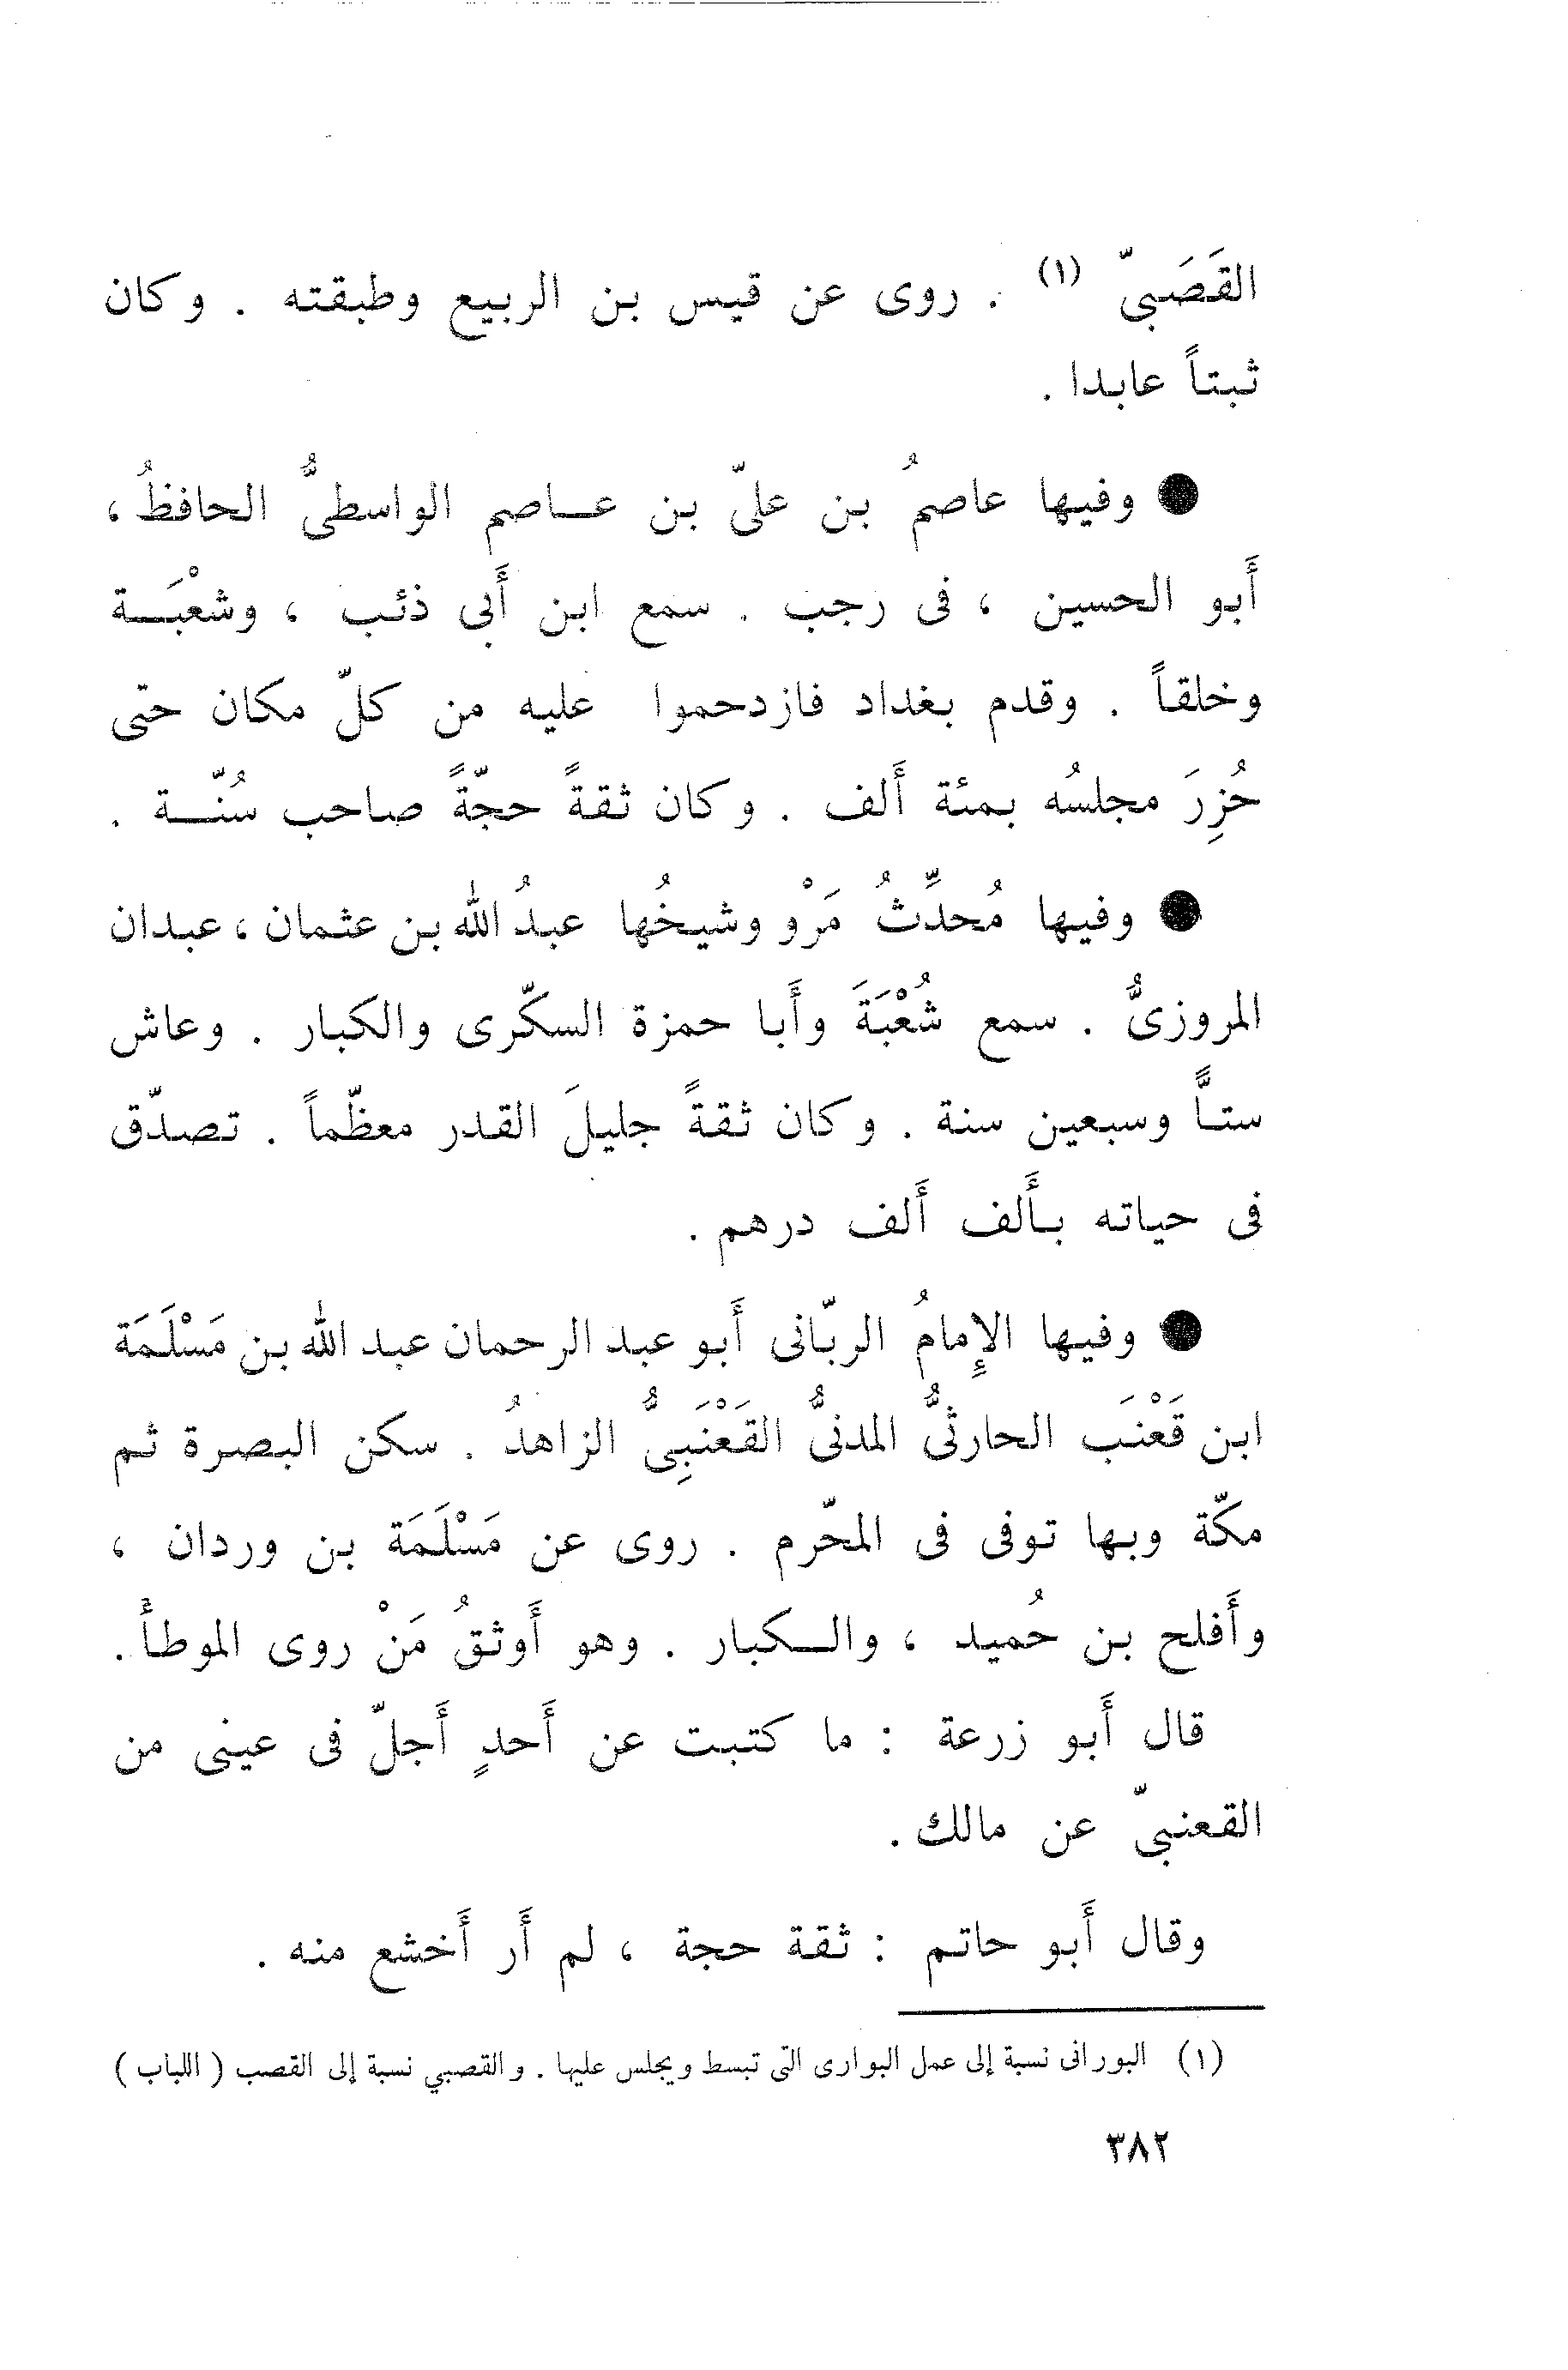 القَصَبىّ (١) . روى عن قيس بن الربيع وطبقته . وكان
ثبتاً عابدا .
● وفيها عاصمُ بن علىّ بن عاصم الواسطىُّ الحافظُ ،
أَبو الحسين ، فى رجب . سمع ابن أَبى ذئب ، وشعْبَة
وخلقاً . وقدم بغداد فازدحموا عليه من كلّ مكان حتى
حُزِرَ مجلسُه بمئة أَلف . وكان ثقةً حجّةً صاحب سُنّة .
● وفيها مُحدِّثُ مَرْو وشيخُها عبدُ الله بن عثمان ، عبدان
المروزىُّ . سمع شُعْبَةَ وأَبا حمزة السكّرى والكبار . وعاش
ستًّا وسبعين سنة . وكان ثقةً جليلَ القدر معظّماً . تصدّق
فى حياته بأَلف أَلف درهم .
● وفيها الإِمامُ الربّانى أَبو عبد الرحمان عبد الله بن مَسْلَمَة
ابن قَعْنَب الحارثىُّ المدنىُّ القَعْنَبِىُّ الزاهدُ . سكن البصرة ثم
مكّة وبها توفى فى المحّرم . روى عن مَسْلَمَة بن وردان ،
وأَفلح بن حُميد ، والكبار . وهو أَوثقُ مَنْ روى الموطأ .
قال أَبو زرعة : ما كتبت عن أَحدٍ أَجلّ فى عينى من
القعنبىّ عن مالك .
وقال أَبو حاتم : ثقة حجة ، لم أَر أَخشع منه .
(١) البورانى نسبة إلى عمل البوارى التى تبسط ويجلس عليها . والقصبي نسبة إلى القصب ( اللباب )
٣٨٢